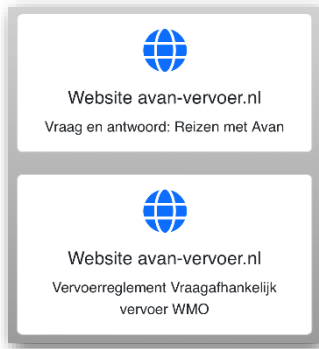 Website avan-vervoer.nl
Vraag en antwoord: Reizen met Avan
Website avan-vervoer.nl
Vervoerreglement Vraagafhankelijk
vervoer WMO